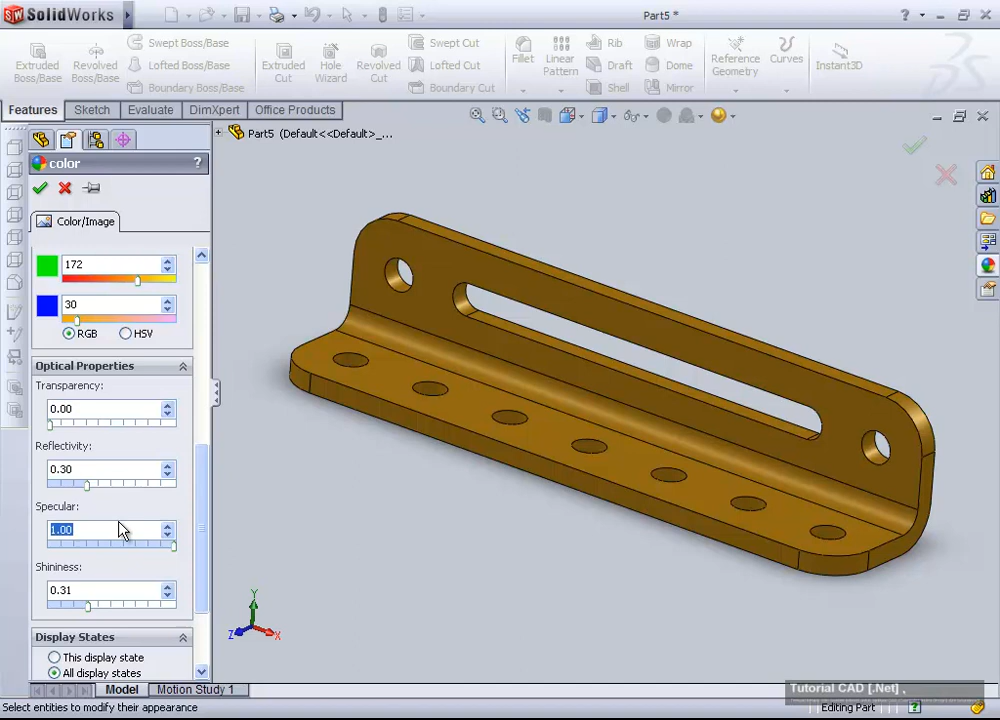 SolidWorks
Part5 *
?
Extruded Boss/Base
Revolved Boss/Base
Swept Boss/Base
Lofted Boss/Base
Boundary Boss/Base
Extruded Cut
Hole Wizard
Revolved Cut
Swept Cut
Lofted Cut
Boundary Cut
Fillet
Linear Pattern
Rib
Draft
Shell
Wrap
Dome
Mirror
Reference Geometry
Curves
Instant3D
Features
Sketch
Evaluate
DimXpert
Office Products
Part5 (Default<<Default>_...
color
?
Color/Image
172
30
RGB
HSV
Optical Properties
Transparency:
0.00
Reflectivity:
0.30
Specular:
1.00
Shininess:
0.31
Display States
This display state
All display states
Y
Z
X
Model
Motion Study 1
Tutorial CAD [.Net] ,
Select entities to modify their appearance
Editing Part
?